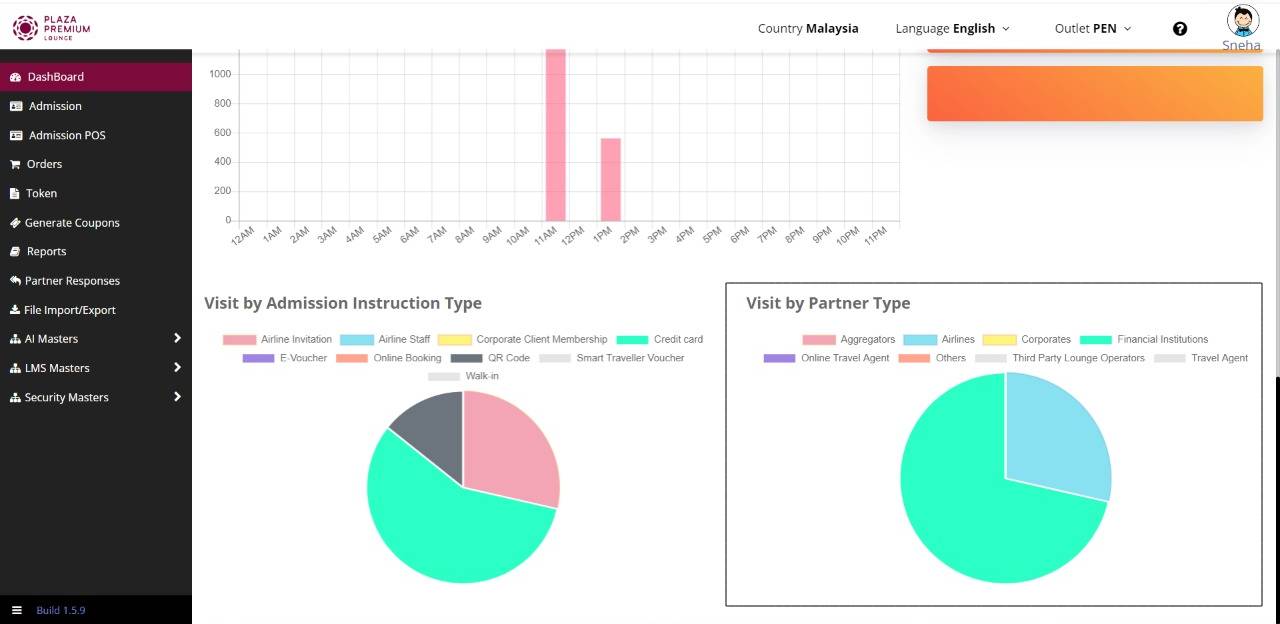 PLAZA
PREMIUM
LOUNGE
Country Malaysia
Language English
Outlet PEN
Sneha
DashBoard
Admission
Admission POS
Orders
Token
Generate Coupons
Reports
Partner Responses
File Import/Export
AI Masters
LMS Masters
Security Masters
Build 1.5.9
1000
800
600
400
200
0
12AM 1AM 2AM 3AM 4AM 5AM 6AM 7AM 8AM 9AM 10AM 11AM 12PM 1PM 2PM 3PM 4PM 5PM 6PM 7PM 8PM 9PM 10PM 11PM
Visit by Admission Instruction Type
Airline Invitation Airline Staff Corporate Client Membership Credit card
E-Voucher Online Booking QR Code Smart Traveller Voucher
Walk-in
Visit by Partner Type
Aggregators Airlines Corporates Financial Institutions
Online Travel Agent Others Third Party Lounge Operators Travel Agent